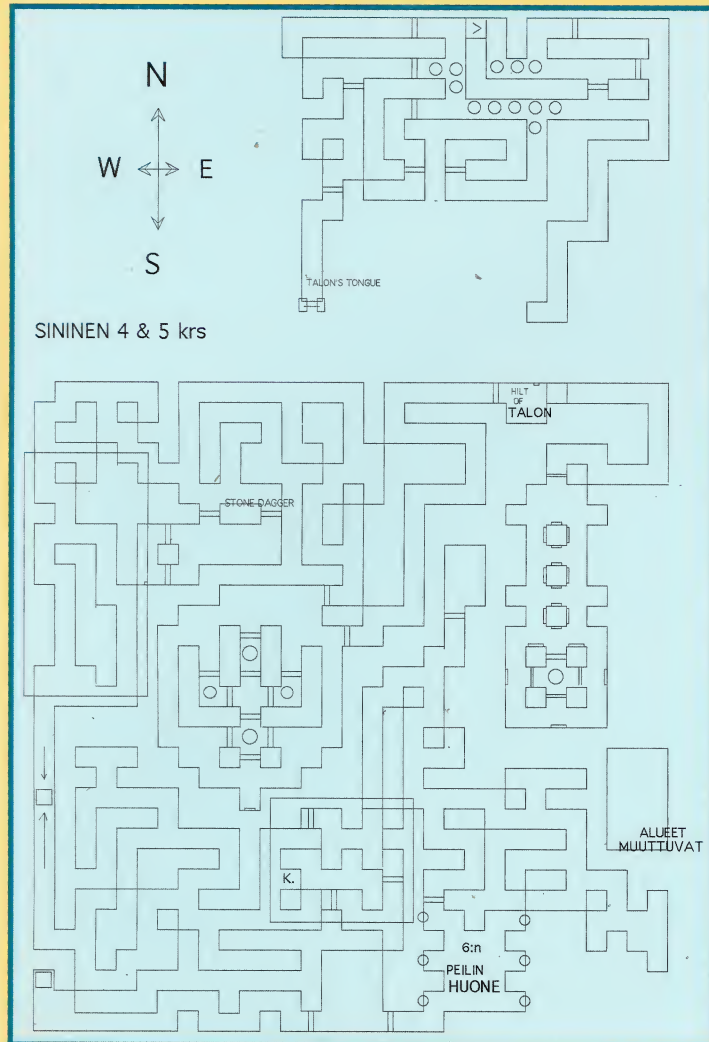 N
W E
S
>
TALON'S TONGUE
SININEN 4 & 5 krs
HILT
OF
TALON
STONE DAGGER
ALUEET
MUUTTUVAT
K.
6:n
PEILIN
HUONE